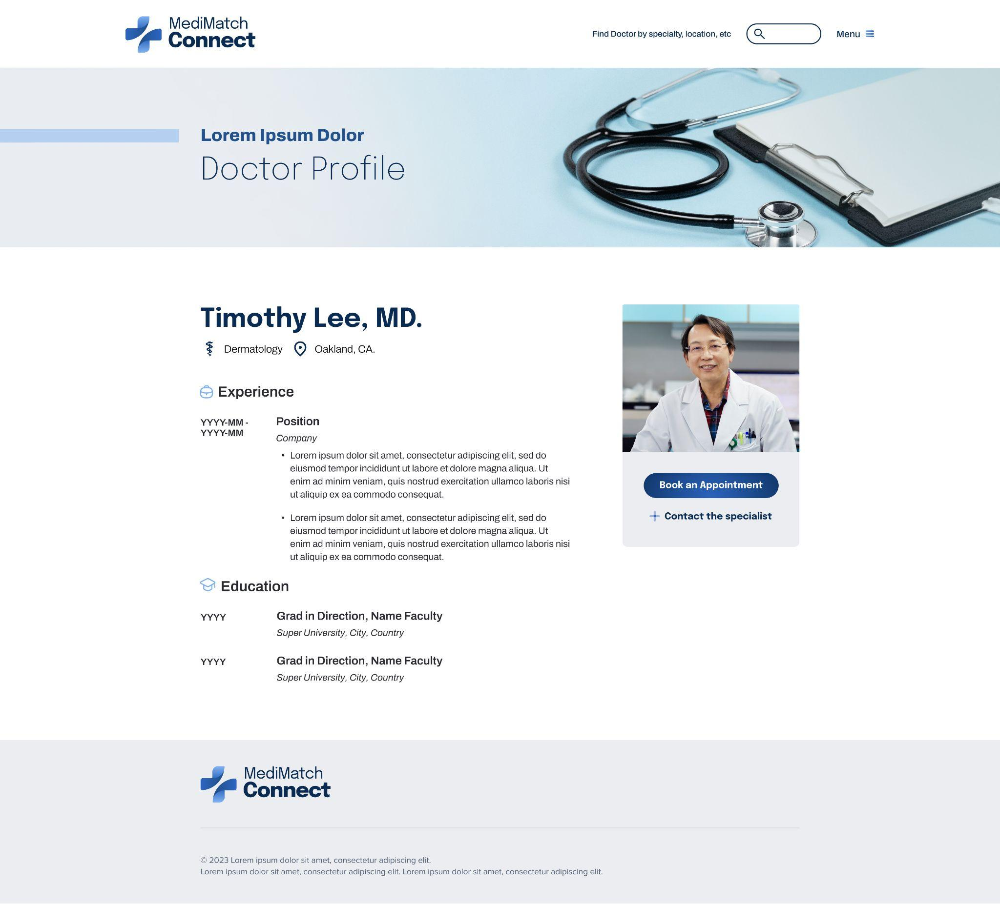 MediMatch
Connect
Find Doctor by specialty, location, etc
Menu
Lorem Ipsum Dolor
Doctor Profile
Timothy Lee, MD.
Dermatology
Oakland, CA.
Experience
YYYY-MM -
YYYY-MM
Position
Company
• Lorem ipsum dolor sit amet, consectetur adipiscing elit, sed do
eiusmod tempor incididunt ut labore et dolore magna aliqua. Ut
enim ad minim veniam, quis nostrud exercitation ullamco laboris nisi
ut aliquip ex ea commodo consequat.
• Lorem ipsum dolor sit amet, consectetur adipiscing elit, sed do
eiusmod tempor incididunt ut labore et dolore magna aliqua. Ut
enim ad minim veniam, quis nostrud exercitation ullamco laboris nisi
ut aliquip ex ea commodo consequat.
Book an Appointment
Contact the specialist
Education
YYYY
Grad in Direction, Name Faculty
Super University, City, Country
YYYY
Grad in Direction, Name Faculty
Super University, City, Country
MediMatch
Connect
© 2023 Lorem ipsum dolor sit amet, consectetur adipiscing elit.
Lorem ipsum dolor sit amet, consectetur adipiscing elit. Lorem ipsum dolor sit amet, consectetur adipiscing elit.